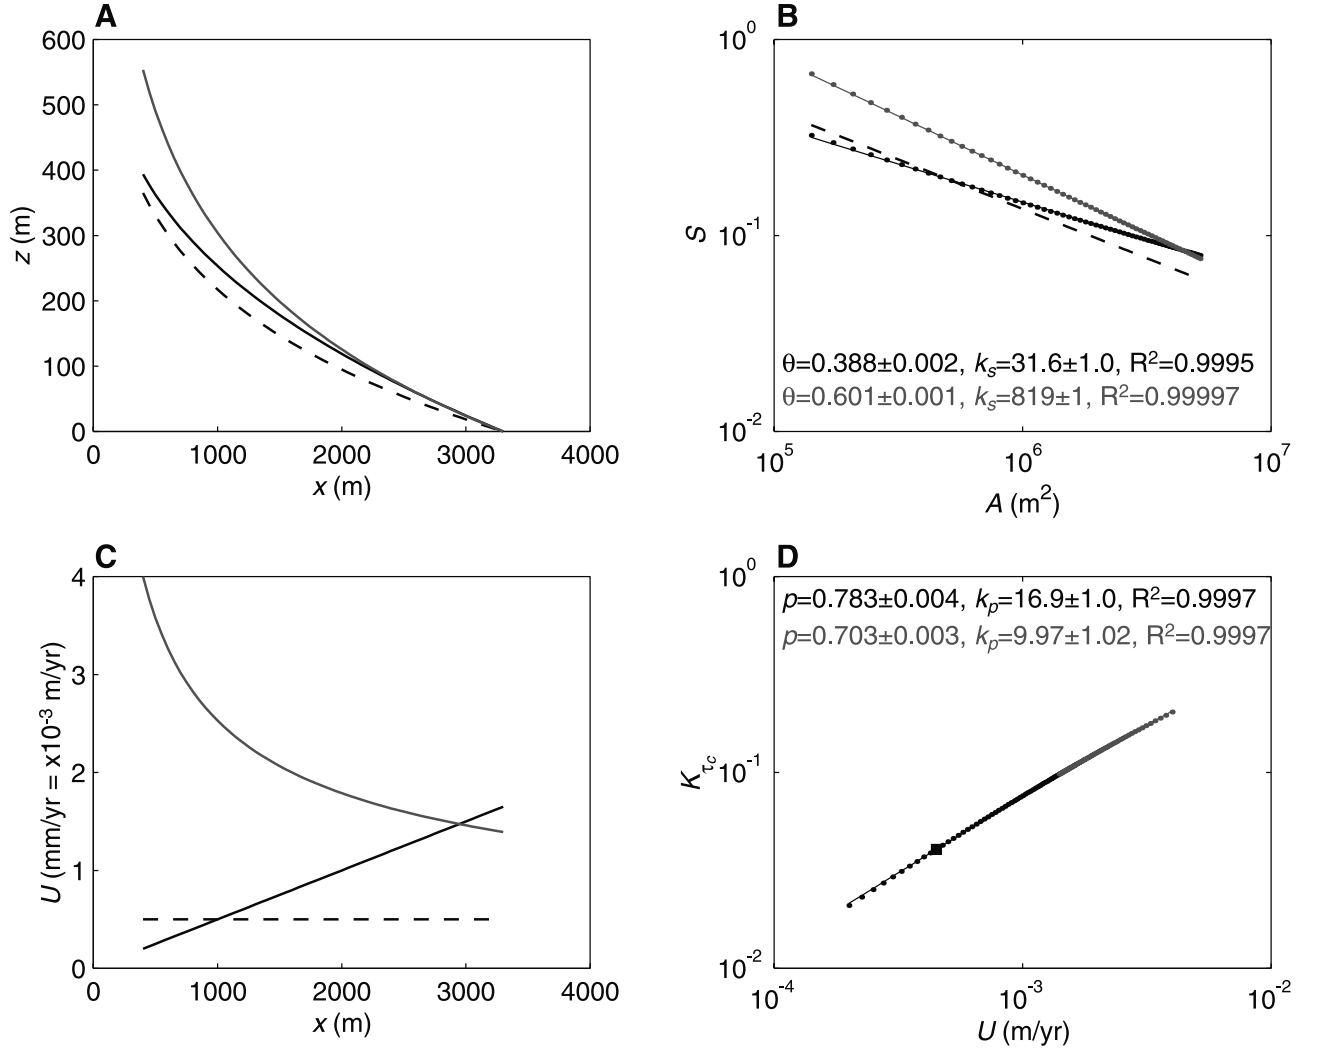 A
600
500
400
300
200
100
0
z (m)
0 1000 2000 3000 4000
x (m)
B
10^0
10^-1
10^-2
S
θ=0.388±0.002, k_s=31.6±1.0, R^2=0.9995
θ=0.601±0.001, k_s=819±1, R^2=0.99997
10^5 10^6 10^7
A (m^2)
C
4
3
2
1
0
U (mm/yr = x10^-3 m/yr)
0 1000 2000 3000 4000
x (m)
D
10^0
10^-1
10^-2
K_τ_c
p=0.783±0.004, k_p=16.9±1.0, R^2=0.9997
p=0.703±0.003, k_p=9.97±1.02, R^2=0.9997
10^-4 10^-3 10^-2
U (m/yr)